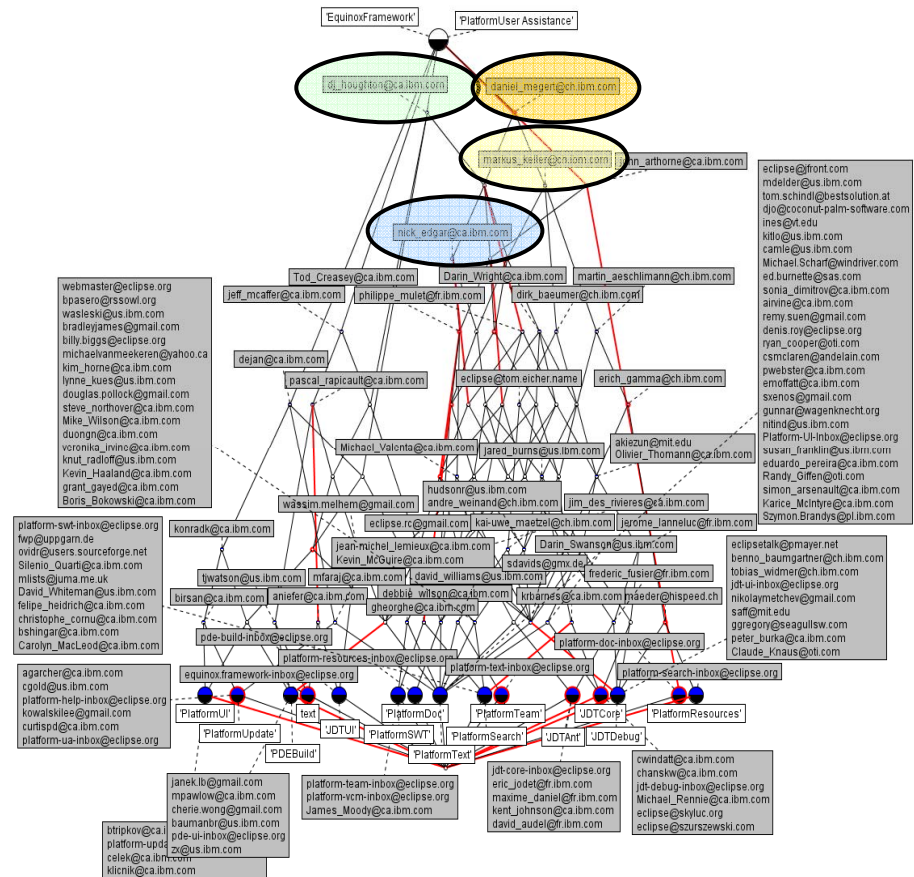 'EquinoxFramework'
'PlatformUser Assistance'
dj_houghton@ca.ibm.com
daniel_megert@ch.ibm.com
markus_keller@ch.ibm.com
john_arthorne@ca.ibm.com
nick_edgar@ca.ibm.com
Tod_Creasey@ca.ibm.com
Darin_Wright@ca.ibm.com
martin_aeschlimann@ch.ibm.com
jeff_mcaffer@ca.ibm.com
philippe_mulet@fr.ibm.com
dirk_baeumer@ch.ibm.com
eclipse@jfront.com
mdelder@us.ibm.com
tom.schindl@bestsolution.at
djo@coconut-palm-software.com
ines@vt.edu
kitlo@us.ibm.com
camle@us.ibm.com
Michael.Scharf@windriver.com
ed.burnette@sas.com
sonia_dimitrov@ca.ibm.com
airvine@ca.ibm.com
remy.suen@gmail.com
denis.roy@eclipse.org
ryan_cooper@oti.com
csmclaren@andelain.com
pwebster@ca.ibm.com
emoffatt@ca.ibm.com
sxenos@gmail.com
gunnar@wagenknecht.org
nitind@us.ibm.com
Platform-UI-Inbox@eclipse.org
susan_franklin@us.ibm.com
eduardo_pereira@ca.ibm.com
Randy_Giffen@oti.com
simon_arsenault@ca.ibm.com
Karice_McIntyre@ca.ibm.com
Szymon.Brandys@pl.ibm.com
webmaster@eclipse.org
bpasero@rssowl.org
wasleski@us.ibm.com
bradleyjames@gmail.com
billy.biggs@eclipse.org
michaelvanmeekeren@yahoo.ca
kim_horne@ca.ibm.com
lynne_kues@us.ibm.com
douglas.pollock@gmail.com
steve_northover@ca.ibm.com
Mike_Wilson@ca.ibm.com
duongn@ca.ibm.com
veronika_irvine@ca.ibm.com
knut_radloff@us.ibm.com
Kevin_Haaland@ca.ibm.com
grant_gayed@ca.ibm.com
Boris_Bokowski@ca.ibm.com
dejan@ca.ibm.com
pascal_rapicault@ca.ibm.com
eclipse@tom.eicher.name
erich_gamma@ch.ibm.com
Michael_Valenta@ca.ibm.com
jared_burns@us.ibm.com
akiezun@mit.edu
Olivier_Thomann@ca.ibm.com
wassim.melhem@gmail.com
hudsonr@us.ibm.com
andre_weinand@ch.ibm.com
jim_des_rivieres@ca.ibm.com
konradk@ca.ibm.com
eclipse.rc@gmail.com
kai-uwe_maetzel@ch.ibm.com
jerome_lanneluc@fr.ibm.com
jean-michel_lemieux@ca.ibm.com
Kevin_McGuire@ca.ibm.com
Darin_Swanson@us.ibm.com
platform-swt-inbox@eclipse.org
fwp@uppgarn.de
ovidr@users.sourceforge.net
Silenio_Quarti@ca.ibm.com
mlists@juma.me.uk
David_Whiteman@us.ibm.com
felipe_heidrich@ca.ibm.com
christophe_cornu@ca.ibm.com
bshingar@ca.ibm.com
Carolyn_MacLeod@ca.ibm.com
tjwatson@us.ibm.com
mfaraj@ca.ibm.com
david_williams@us.ibm.com
sdavids@gmx.de
frederic_fusier@fr.ibm.com
birsan@ca.ibm.com
aniefer@ca.ibm.com
debbie_wilson@ca.ibm.com
krbarnes@ca.ibm.com
maeder@hispeed.ch
gheorghe@ca.ibm.com
eclipsetalk@pmayer.net
benno_baumgartner@ch.ibm.com
tobias_widmer@ch.ibm.com
jdt-ui-inbox@eclipse.org
nikolaymetchev@gmail.com
saff@mit.edu
ggregory@seagullsw.com
peter_burka@ca.ibm.com
Claude_Knaus@oti.com
pde-build-inbox@eclipse.org
platform-doc-inbox@eclipse.org
platform-resources-inbox@eclipse.org
platform-text-inbox@eclipse.org
platform-search-inbox@eclipse.org
equinox.framework-inbox@eclipse.org
agarcher@ca.ibm.com
cgold@us.ibm.com
platform-help-inbox@eclipse.org
kowalskilee@gmail.com
curtispd@ca.ibm.com
platform-ua-inbox@eclipse.org
'PlatformUI'
text
'PlatformDoc'
'PlatformTeam'
'JDTCore'
'PlatformResources'
'PlatformUpdate'
'JDTUI'
'PlatformSWT'
'PlatformSearch'
'JDTAnt'
'JDTDebug'
'PDEBuild'
'PlatformText'
janek.lb@gmail.com
mpawlow@ca.ibm.com
cherie.wong@gmail.com
baumanbr@us.ibm.com
pde-ui-inbox@eclipse.org
zx@us.ibm.com
platform-team-inbox@eclipse.org
platform-vcm-inbox@eclipse.org
James_Moody@ca.ibm.com
jdt-core-inbox@eclipse.org
eric_jodet@fr.ibm.com
maxime_daniel@fr.ibm.com
kent_johnson@ca.ibm.com
david_audel@fr.ibm.com
cwindatt@ca.ibm.com
chanskw@ca.ibm.com
jdt-debug-inbox@eclipse.org
Michael_Rennie@ca.ibm.com
eclipse@skyluc.org
eclipse@szurszewski.com
btripkov@ca.i
platform-upda
celek@ca.ibm.com
klicnik@ca.ibm.com